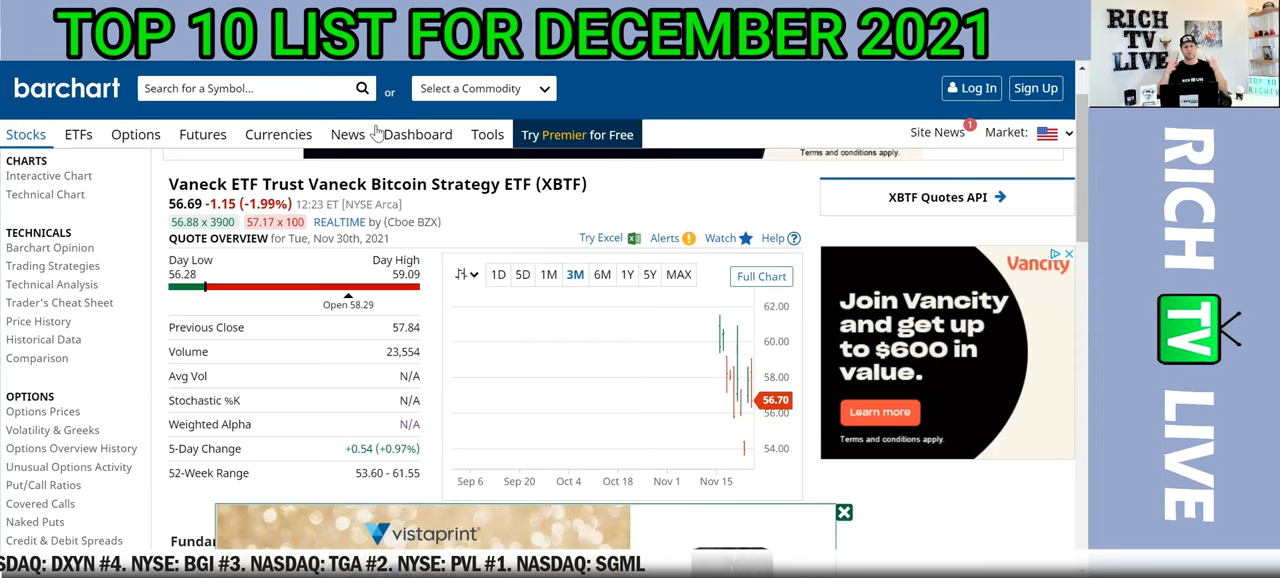 TOP 10 LIST FOR DECEMBER 2021
RICH
TV
LIVE
barchart
Search for a Symbol...
or
Select a Commodity
Log In
Sign Up
Stocks
ETFs
Options
Futures
Currencies
News
Dashboard
Tools
Try Premier for Free
Site News 1
Market:
Terms and conditions apply.
CHARTS
Interactive Chart
Technical Chart
TECHNICALS
Barchart Opinion
Trading Strategies
Technical Analysis
Trader's Cheat Sheet
Price History
Historical Data
Comparison
OPTIONS
Options Prices
Volatility & Greeks
Options Overview History
Unusual Options Activity
Put/Call Ratios
Covered Calls
Naked Puts
Credit & Debit Spreads
Vaneck ETF Trust Vaneck Bitcoin Strategy ETF (XBTF)
56.69 -1.15 (-1.99%) 12:23 ET [NYSE Arca]
56.88 x 3900 57.17 x 100 REALTIME by (Cboe BZX)
QUOTE OVERVIEW for Tue, Nov 30th, 2021
Try Excel
Alerts
Watch
Help
Day Low
Day High
56.28
59.09
Open 58.29
Previous Close 57.84
Volume 23,554
Avg Vol N/A
Stochastic %K N/A
Weighted Alpha N/A
5-Day Change +0.54 (+0.97%)
52-Week Range 53.60 - 61.55
1D 5D 1M 3M 6M 1Y 5Y MAX
Full Chart
62.00
60.00
58.00
56.70
56.00
54.00
Sep 6 Sep 20 Oct 4 Oct 18 Nov 1 Nov 15
XBTF Quotes API
Vancity
Join Vancity
and get up
to $600 in
value.
Learn more
Terms and conditions apply.
vistaprint
Fundar
RICH TV LIVE
SDAQ: DXYN #4. NYSE: BGI #3. NASDAQ: TGA #2. NYSE: PVL #1. NASDAQ: SGML